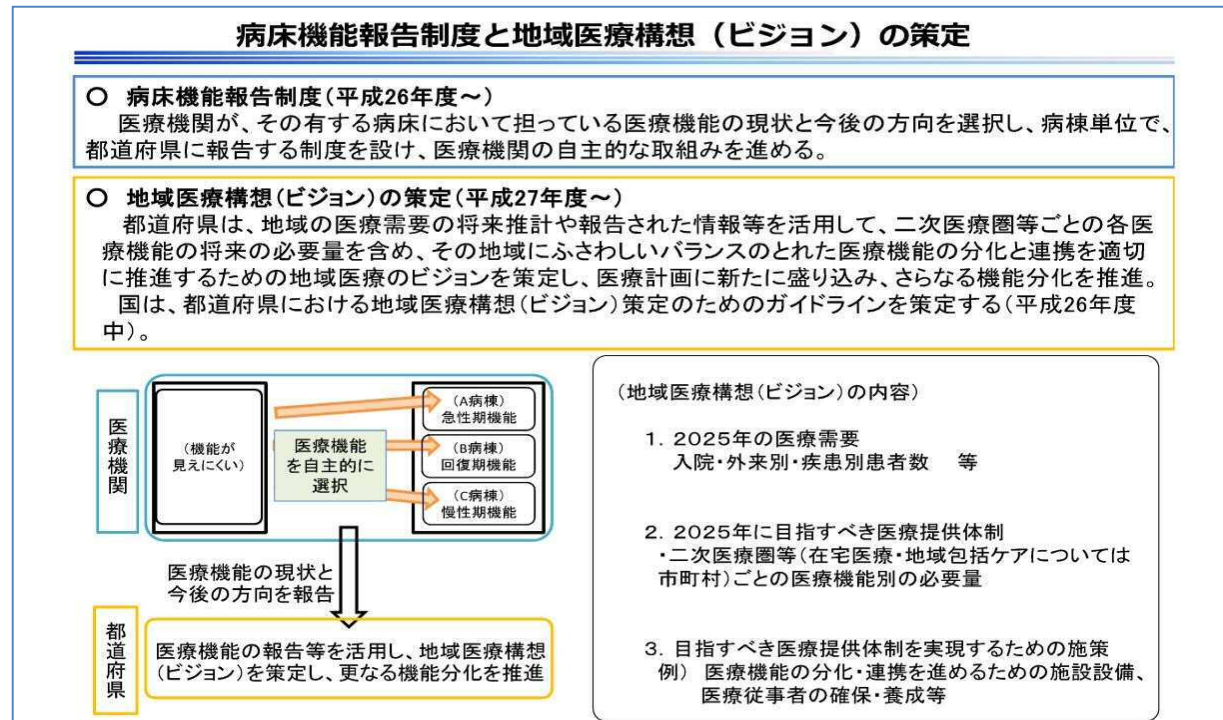 病床機能報告制度と地域医療構想（ビジョン）の策定
○ 病床機能報告制度(平成26年度～)
医療機関が、その有する病床において担っている医療機能の現状と今後の方向を選択し、病棟単位で、
都道府県に報告する制度を設け、医療機関の自主的な取組みを進める。
○ 地域医療構想(ビジョン)の策定(平成27年度～)
都道府県は、地域の医療需要の将来推計や報告された情報等を活用して、二次医療圏等ごとの各医
療機能の将来の必要量を含め、その地域にふさわしいバランスのとれた医療機能の分化と連携を適切
に推進するための地域医療のビジョンを策定し、医療計画に新たに盛り込み、さらなる機能分化を推進。
国は、都道府県における地域医療構想(ビジョン)策定のためのガイドラインを策定する(平成26年度
中)。
医療機関
(機能が
見えにくい)
医療機能
を自主的に
選択
(A病棟)
急性期機能
(B病棟)
回復期機能
(C病棟)
慢性期機能
医療機能の現状と
今後の方向を報告
都道府県
医療機能の報告等を活用し、地域医療構想
(ビジョン)を策定し、更なる機能分化を推進
(地域医療構想(ビジョン)の内容)
1．2025年の医療需要
入院・外来別・疾患別患者数 等
2．2025年に目指すべき医療提供体制
・二次医療圏等(在宅医療・地域包括ケアについては
市町村)ごとの医療機能別の必要量
3．目指すべき医療提供体制を実現するための施策
例) 医療機能の分化・連携を進めるための施設設備、
医療従事者の確保・養成等